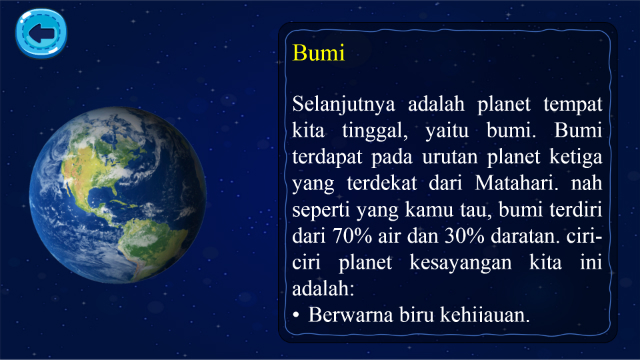 Bumi
Selanjutnya adalah planet tempat
kita tinggal, yaitu bumi. Bumi
terdapat pada urutan planet ketiga
yang terdekat dari Matahari. nah
seperti yang kamu tau, bumi terdiri
dari 70% air dan 30% daratan. ciri-
ciri planet kesayangan kita ini
adalah:
• Berwarna biru kehijauan.